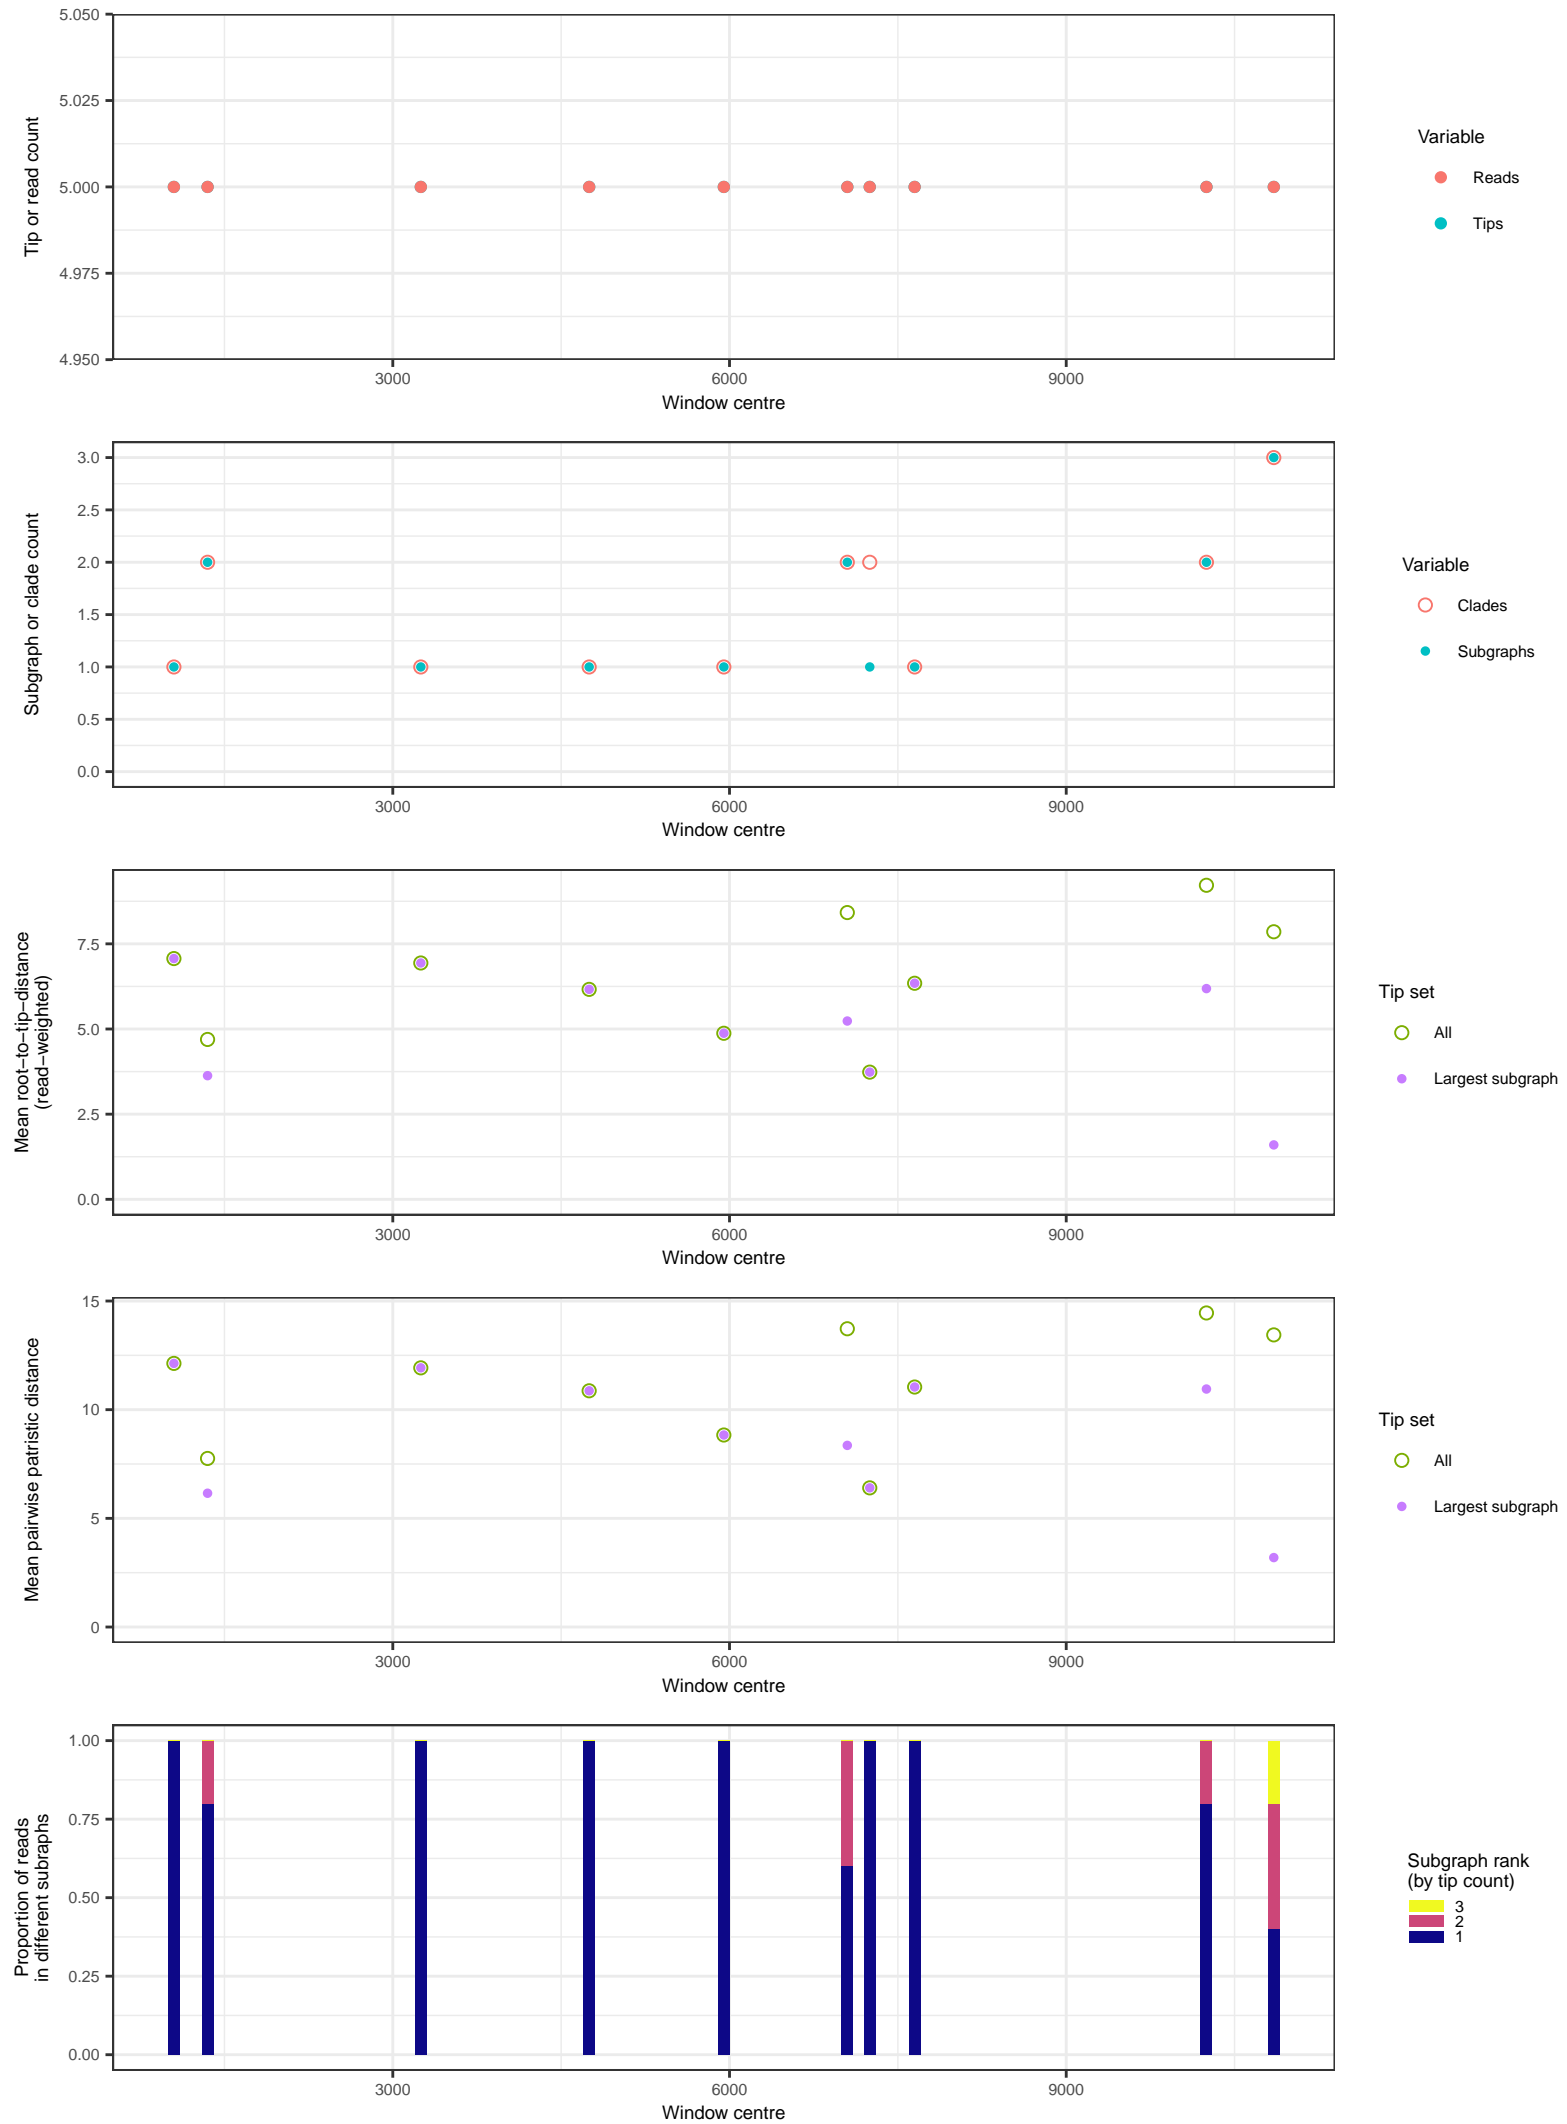 5.050
5.025
5.000
4.975
4.950
Tip or read count
3000 6000 9000
Window centre
Variable
Reads
Tips
3.0
2.5
2.0
1.5
1.0
0.5
0.0
Subgraph or clade count
3000 6000 9000
Window centre
Variable
Clades
Subgraphs
7.5
5.0
2.5
0.0
Mean root−to−tip−distance
(read−weighted)
3000 6000 9000
Window centre
Tip set
All
Largest subgraph
15
10
5
0
Mean pairwise patristic distance
3000 6000 9000
Window centre
Tip set
All
Largest subgraph
1.00
0.75
0.50
0.25
0.00
Proportion of reads
in different subraphs
3000 6000 9000
Window centre
Subgraph rank
(by tip count)
3
2
1